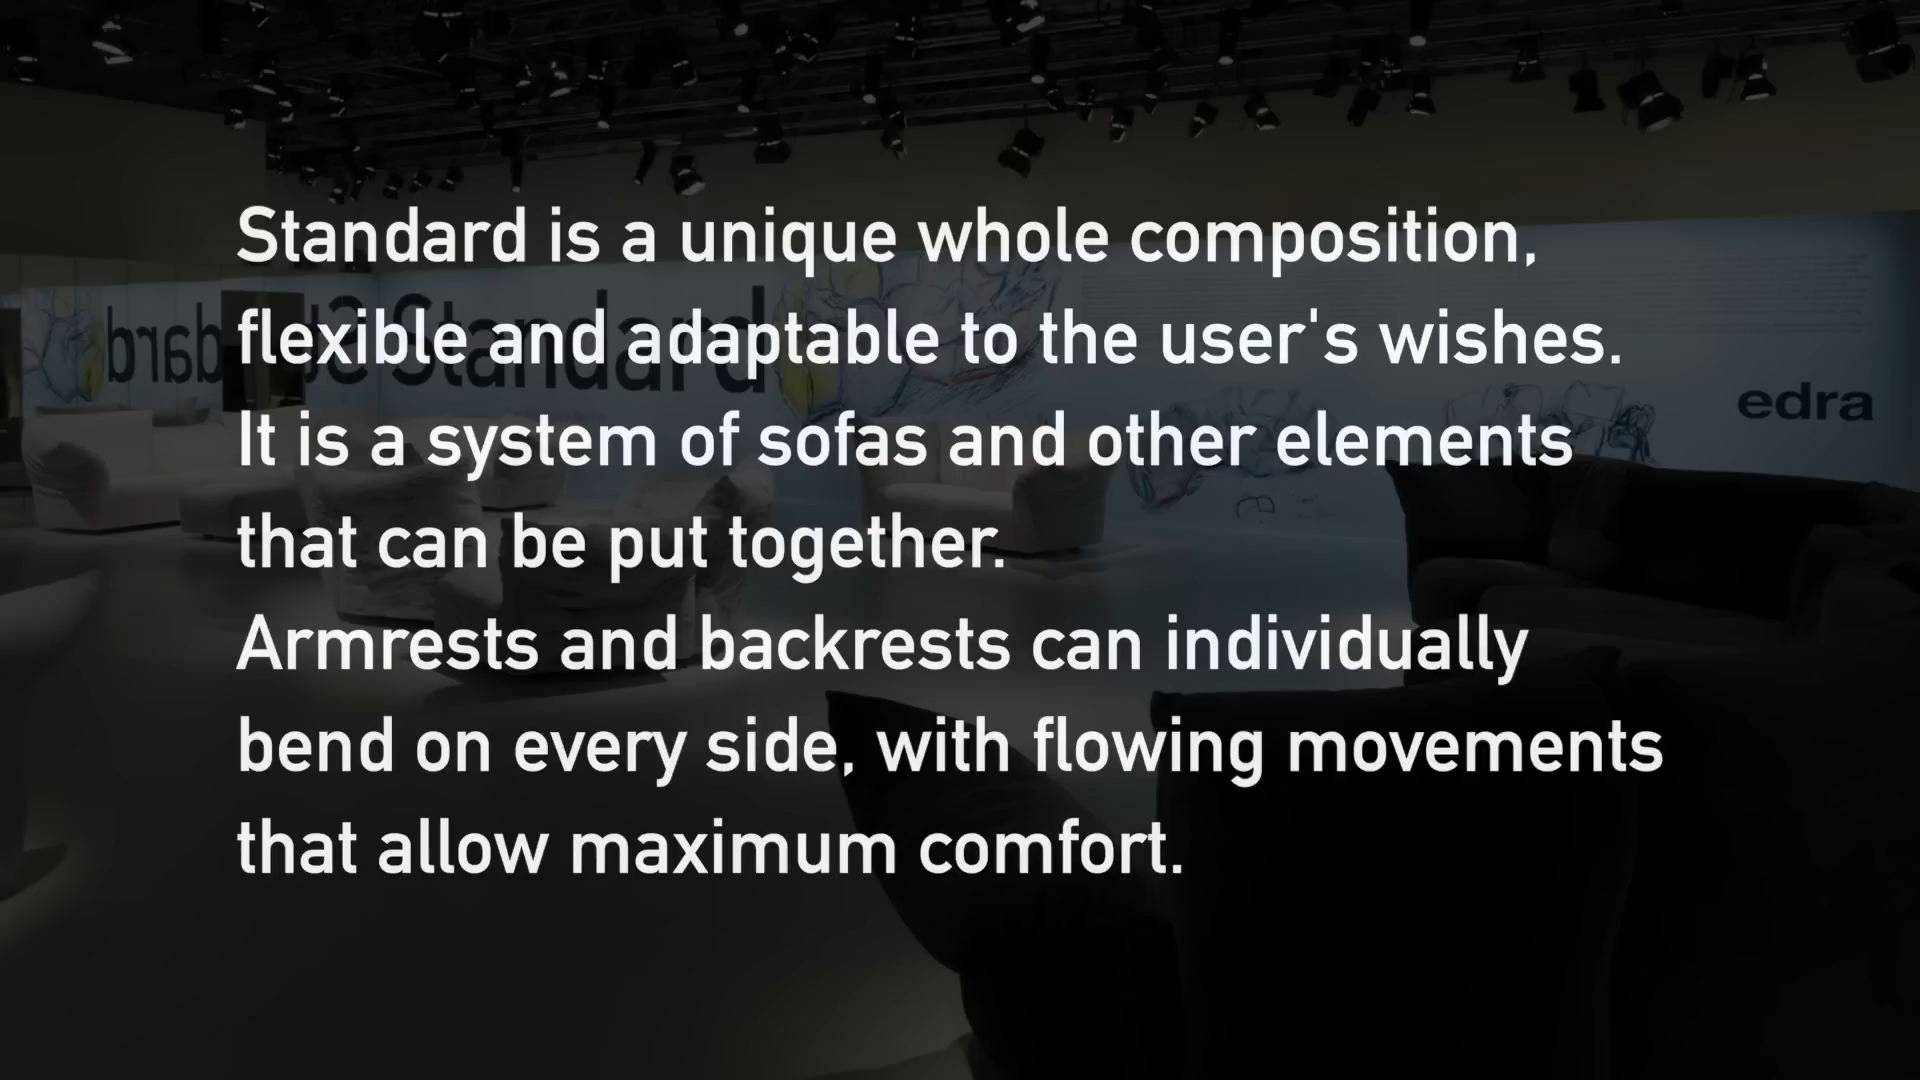 Standard is a unique whole composition,
flexible and adaptable to the user's wishes.
It is a system of sofas and other elements
that can be put together.
Armrests and backrests can individually
bend on every side, with flowing movements
that allow maximum comfort.
Standard
edra